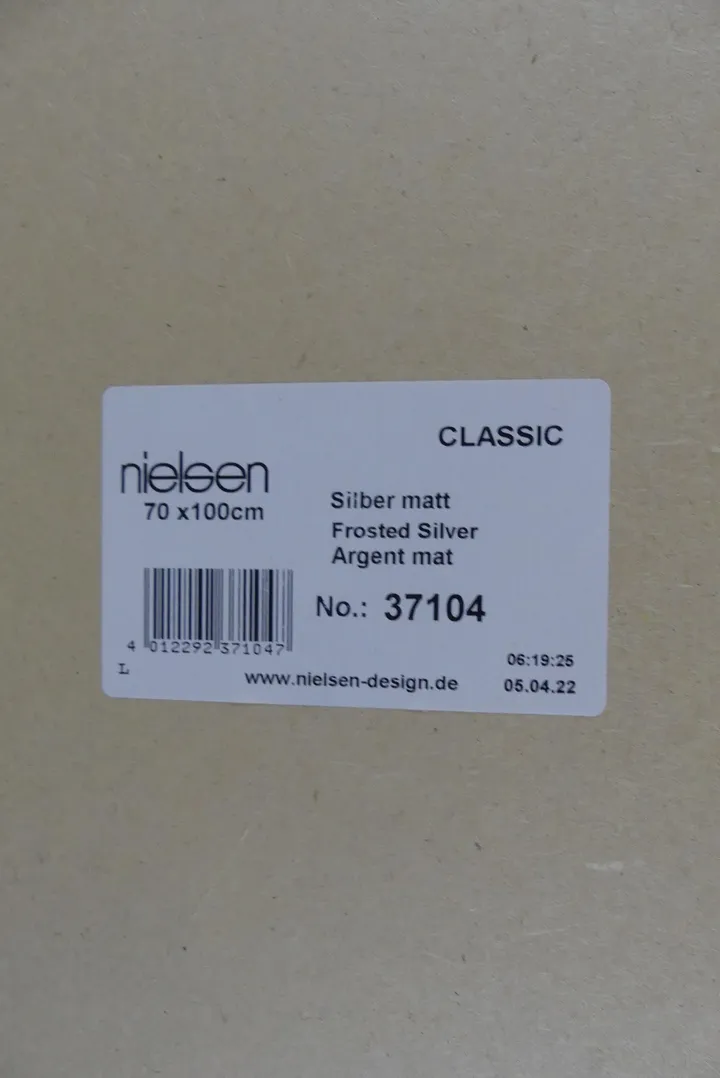 CLASSIC
nielsen
70 x100cm
Silber matt
Frosted Silver
Argent mat
No.: 37104
4 012292 371047
L
www.nielsen-design.de
06:19:25
05.04.22